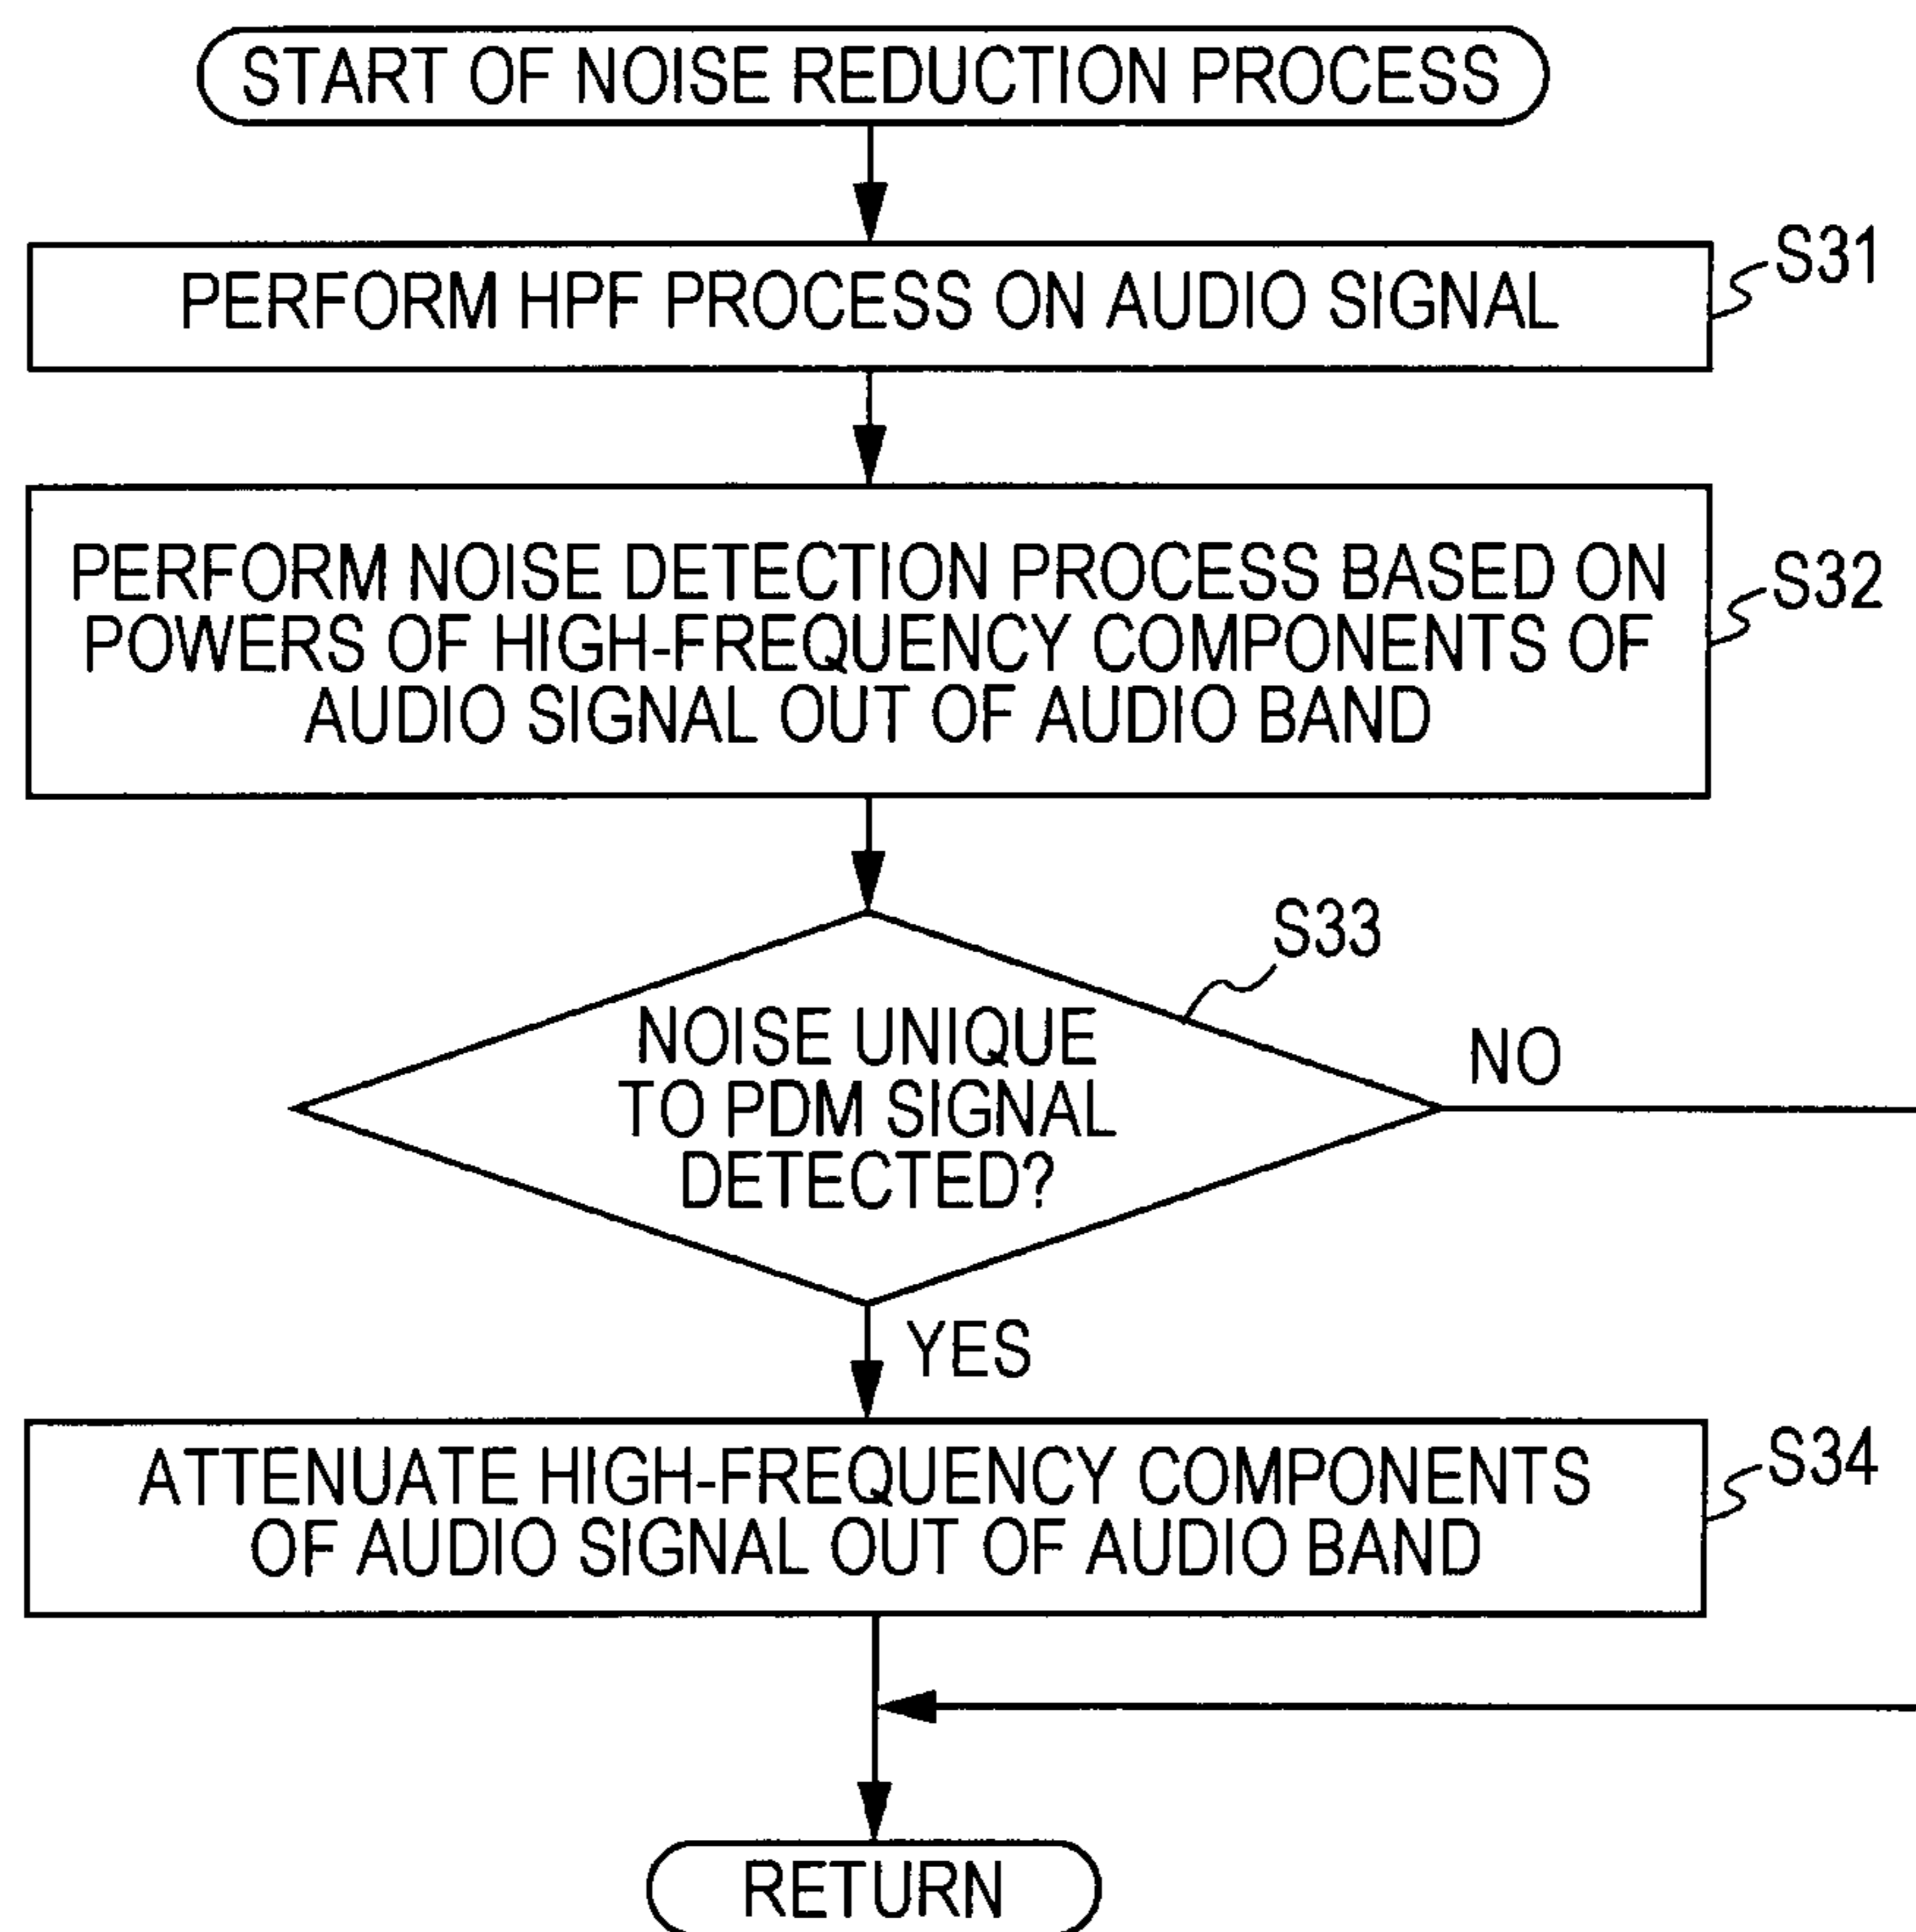 START OF NOISE REDUCTION PROCESS
PERFORM HPF PROCESS ON AUDIO SIGNAL
S31
PERFORM NOISE DETECTION PROCESS BASED ON
POWERS OF HIGH-FREQUENCY COMPONENTS OF
AUDIO SIGNAL OUT OF AUDIO BAND
S32
S33
NOISE UNIQUE
TO PDM SIGNAL
DETECTED?
NO
YES
ATTENUATE HIGH-FREQUENCY COMPONENTS
OF AUDIO SIGNAL OUT OF AUDIO BAND
S34
RETURN